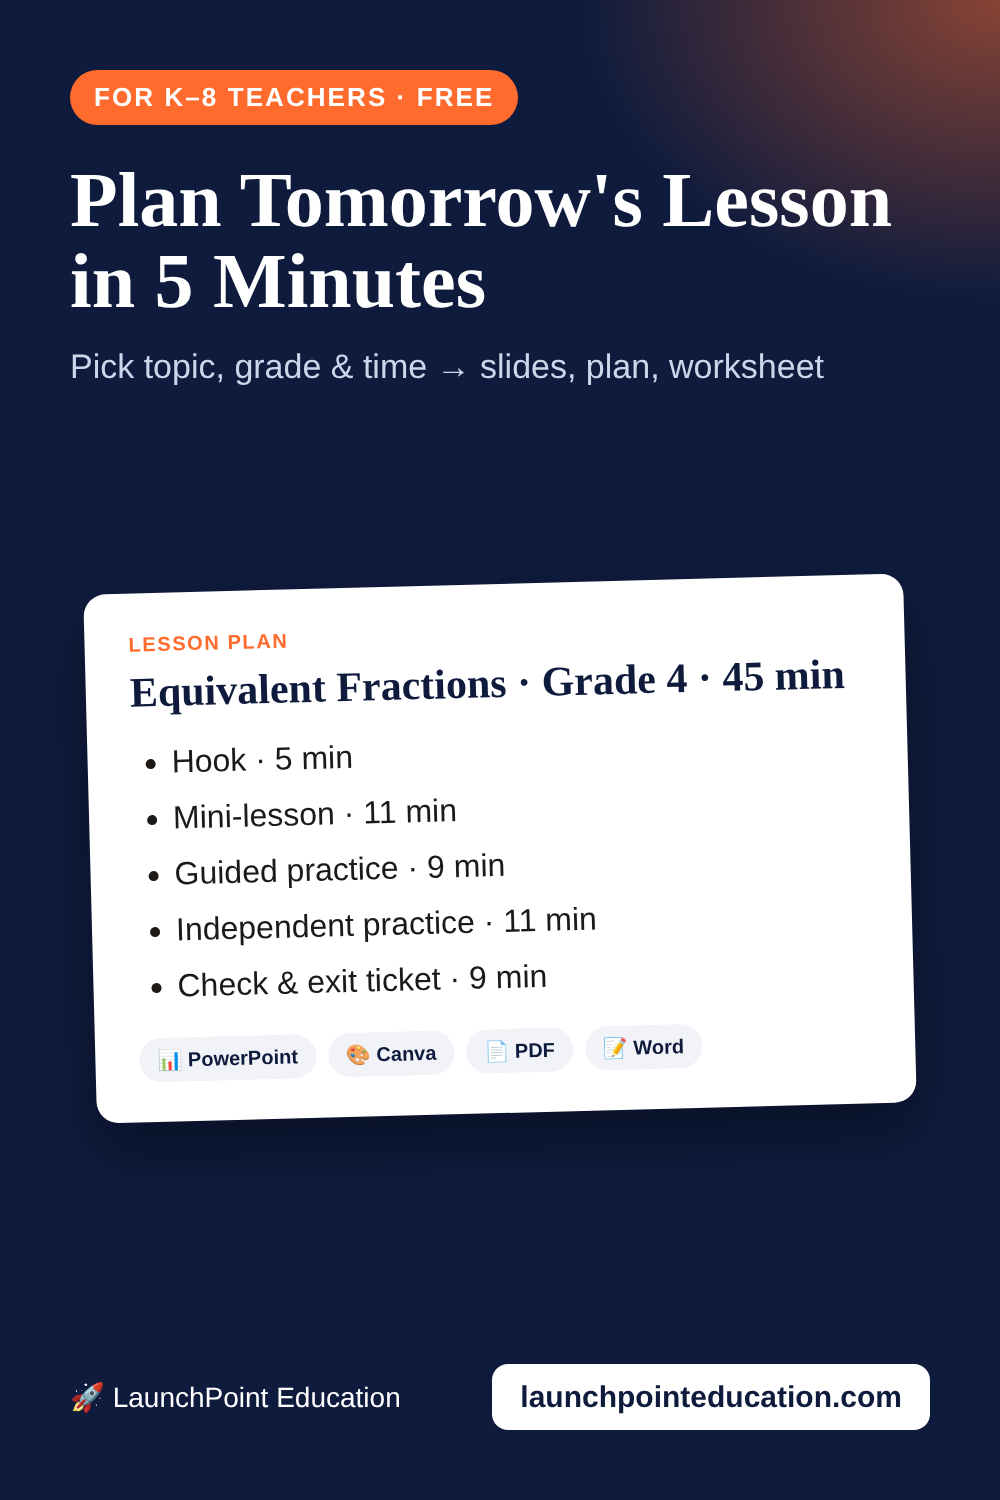 FOR K–8 TEACHERS · FREE
Plan Tomorrow's Lesson
in 5 Minutes
Pick topic, grade & time → slides, plan, worksheet
LESSON PLAN
Equivalent Fractions · Grade 4 · 45 min
• Hook · 5 min
• Mini-lesson · 11 min
• Guided practice · 9 min
• Independent practice · 11 min
• Check & exit ticket · 9 min
📊 PowerPoint 🎨 Canva 📄 PDF 📝 Word
🚀 LaunchPoint Education
launchpointeducation.com